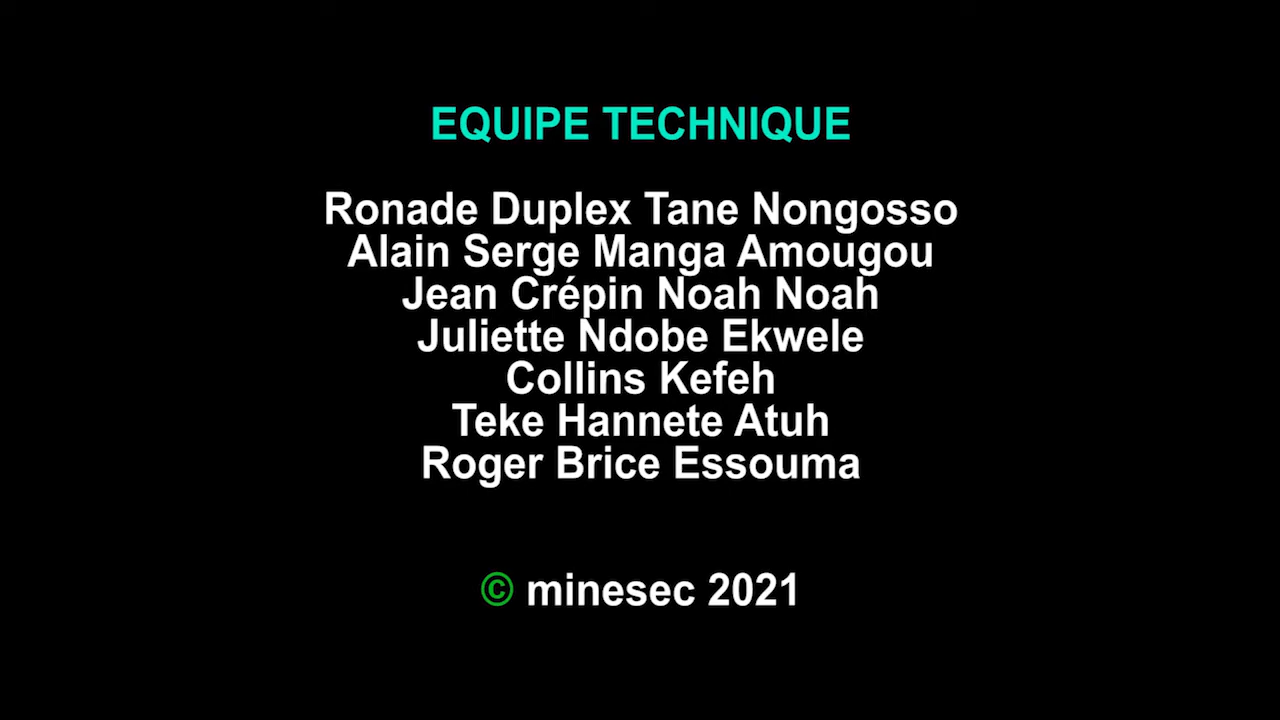 EQUIPE TECHNIQUE
Ronade Duplex Tane Nongosso
Alain Serge Manga Amougou
Jean Crépin Noah Noah
Juliette Ndobe Ekwele
Collins Kefeh
Teke Hannete Atuh
Roger Brice Essouma
© minesec 2021